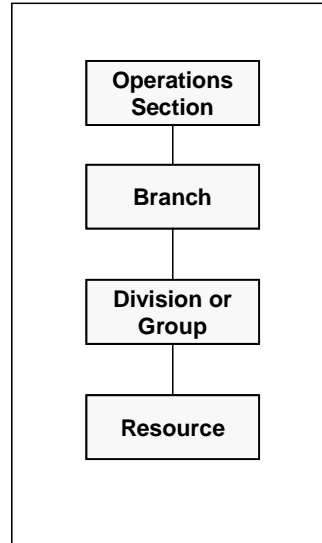 Operations
Section
Branch
Division or
Group
Resource